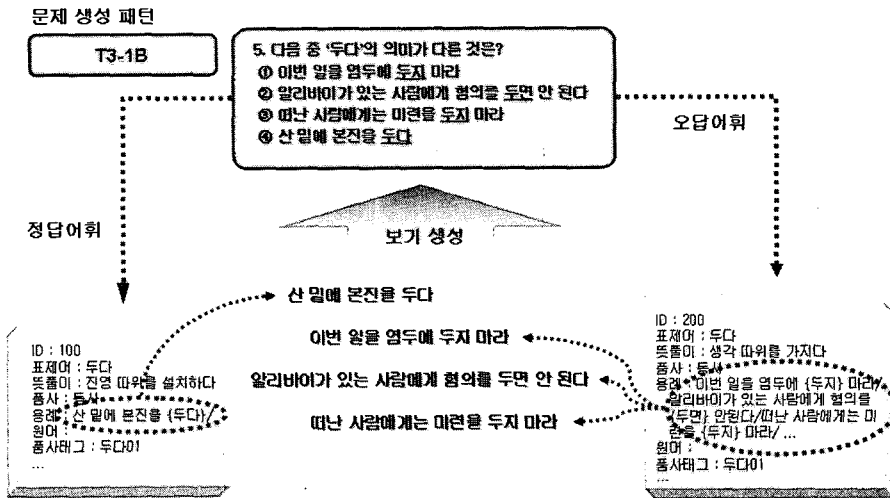 문제 생성 패턴
T3-1B
5. 다음 중 '두다'의 의미가 다른 것은?
① 이번 일을 염두에 두지 마라
② 알리바이가 있는 사람에게 혐의를 두면 안 된다
③ 떠난 사람에게는 미련을 두지 마라
④ 산 밑에 본진을 두다
오답어휘
정답어휘
보기 생성
산 밑에 본진을 두다
이번 일을 염두에 두지 마라
알리바이가 있는 사람에게 혐의를 두면 안 된다
떠난 사람에게는 미련을 두지 마라
ID : 100
표제어 : 두다
뜻풀이 : 진영 따위를 설치하다
품사 : 동사
용례 : 산 밑에 본진을 {두다}/
원어 :
품사태그 : 두다01
...
ID : 200
표제어 : 두다
뜻풀이 : 생각 따위를 가지다
품사 : 동사
용례 : 이번 일을 염두에 {두지} 마라/
알리바이가 있는 사람에게 혐의를
{두면} 안된다/떠난 사람에게는 미
련을 {두지} 마라/ ...
원어 :
품사태그 : 두다01
...